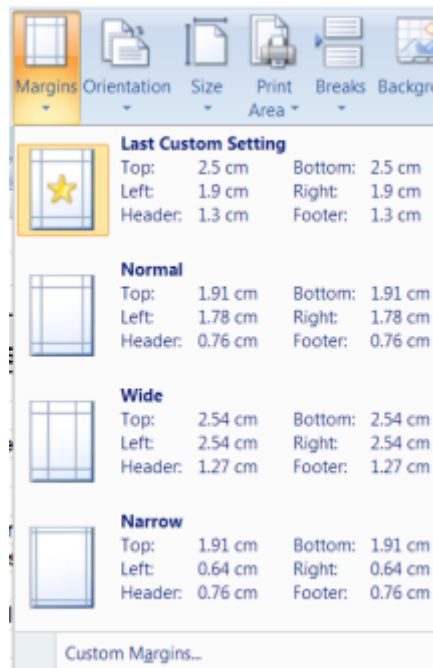 Margins Orientation Size Print Area Breaks
Last Custom Setting
Top: 2.5 cm Bottom: 2.5 cm
Left: 1.9 cm Right: 1.9 cm
Header: 1.3 cm Footer: 1.3 cm
Normal
Top: 1.91 cm Bottom: 1.91 cm
Left: 1.78 cm Right: 1.78 cm
Header: 0.76 cm Footer: 0.76 cm
Wide
Top: 2.54 cm Bottom: 2.54 cm
Left: 2.54 cm Right: 2.54 cm
Header: 1.27 cm Footer: 1.27 cm
Narrow
Top: 1.91 cm Bottom: 1.91 cm
Left: 0.64 cm Right: 0.64 cm
Header: 0.76 cm Footer: 0.76 cm
Custom Margins...